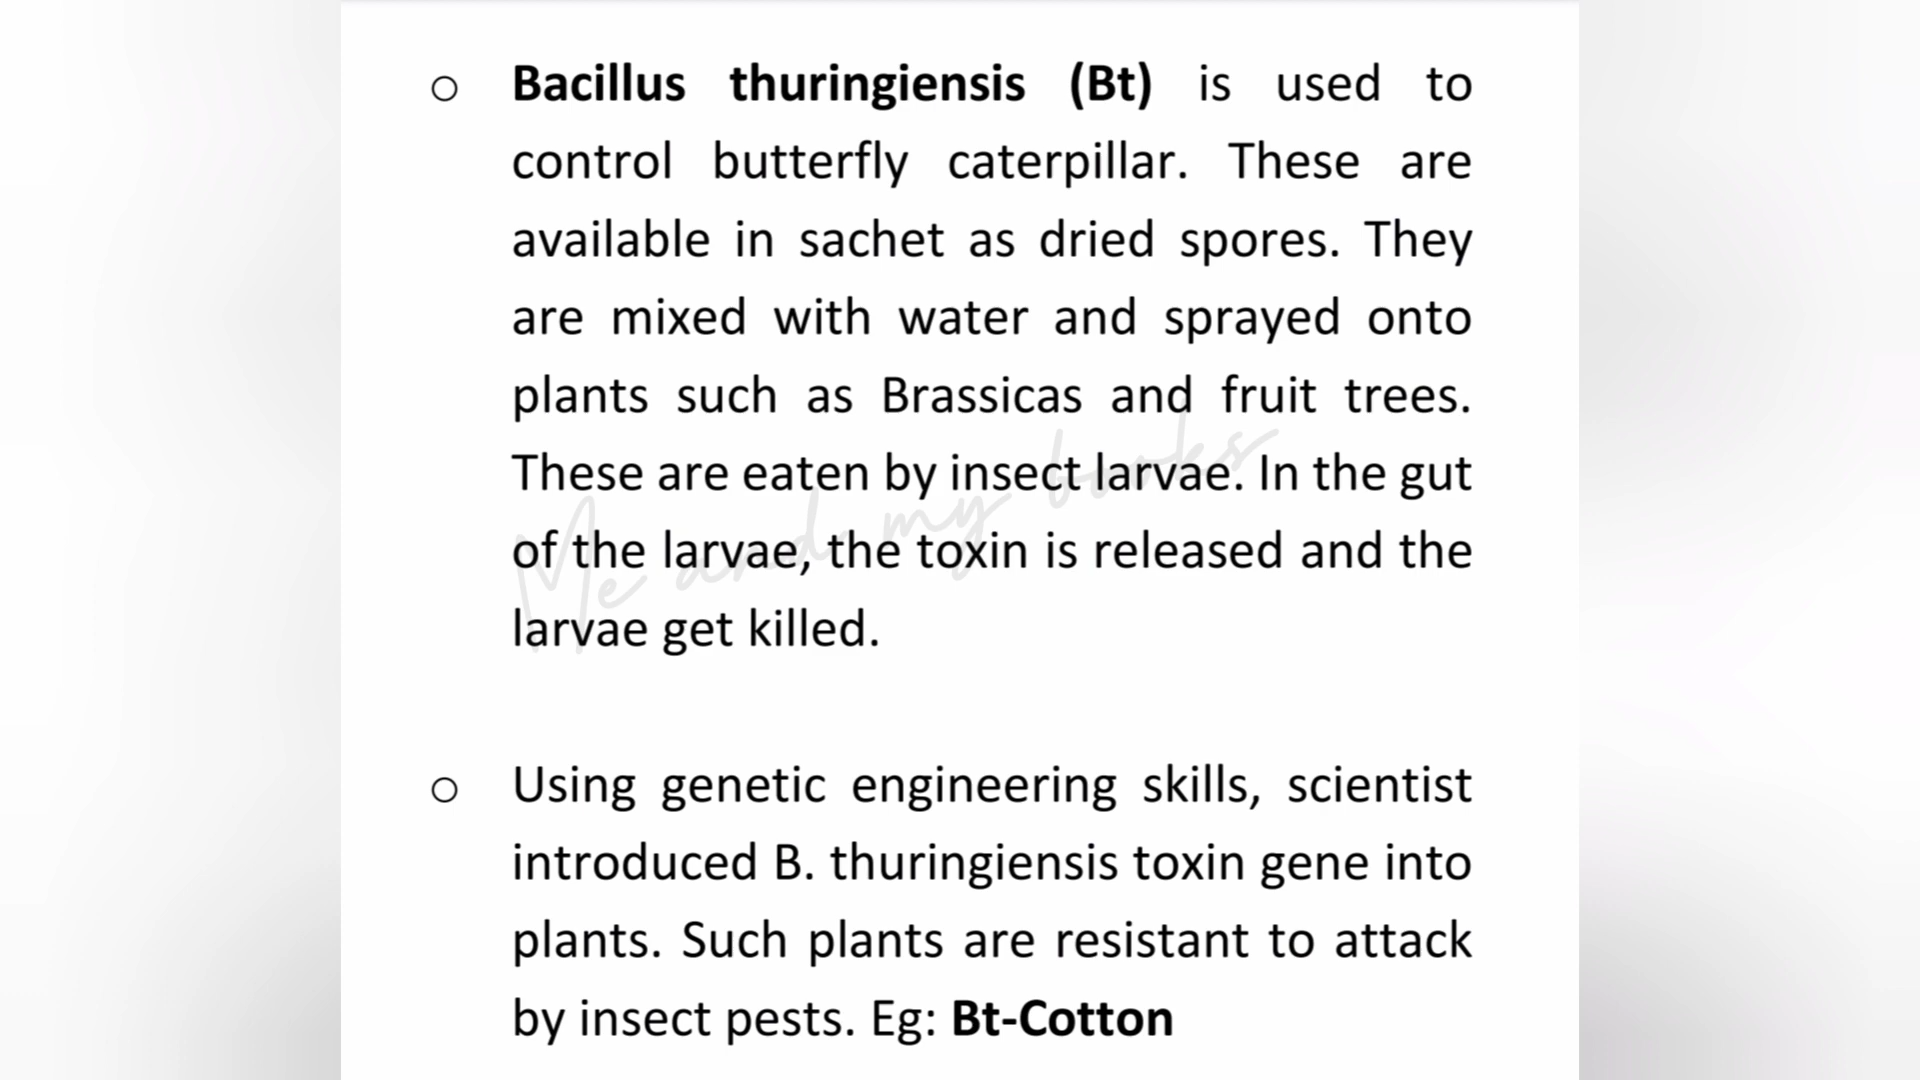 ○ Bacillus thuringiensis (Bt) is used to
control butterfly caterpillar. These are
available in sachet as dried spores. They
are mixed with water and sprayed onto
plants such as Brassicas and fruit trees.
These are eaten by insect larvae. In the gut
of the larvae, the toxin is released and the
larvae get killed.
Me and my books
○ Using genetic engineering skills, scientist
introduced B. thuringiensis toxin gene into
plants. Such plants are resistant to attack
by insect pests. Eg: Bt-Cotton